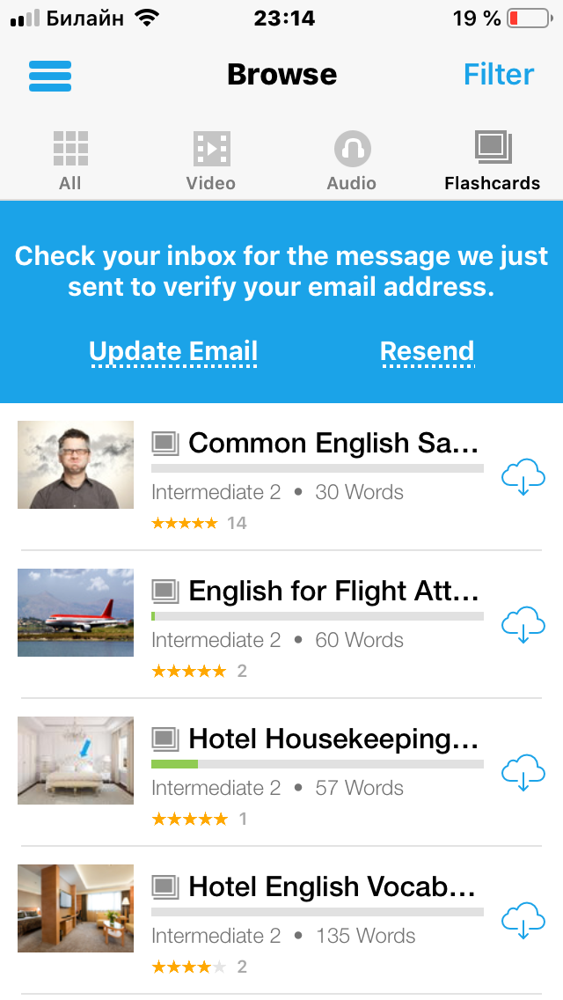 Билайн 23:14 19 %
Browse Filter
All Video Audio Flashcards
Check your inbox for the message we just
sent to verify your email address.
Update Email Resend
Common English Sa...
Intermediate 2 • 30 Words
14
English for Flight Att...
Intermediate 2 • 60 Words
2
Hotel Housekeeping...
Intermediate 2 • 57 Words
1
Hotel English Vocab...
Intermediate 2 • 135 Words
2